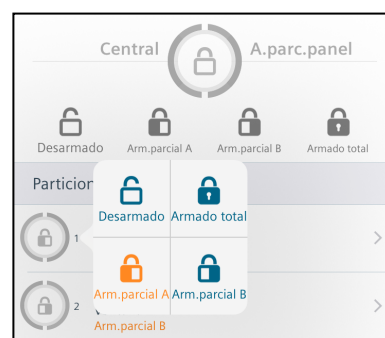 Central A.parc.panel
Desarmado Arm.parcial A Arm.parcial B Armado total
Particion
Desarmado Armado total
1
Arm.parcial A Arm.parcial B
2
Arm.parcial B